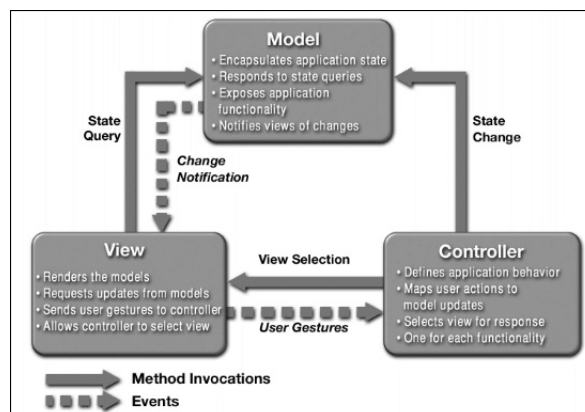 Model
• Encapsulates application state
• Responds to state queries
• Exposes application
functionality
• Notifies views of changes
State
Query
Change
Notification
State
Change
View
• Renders the models
• Requests updates from models
• Sends user gestures to controller
• Allows controller to select view
View Selection
User Gestures
Controller
• Defines application behavior
• Maps user actions to
model updates
• Selects view for response
• One for each functionality
Method Invocations
Events